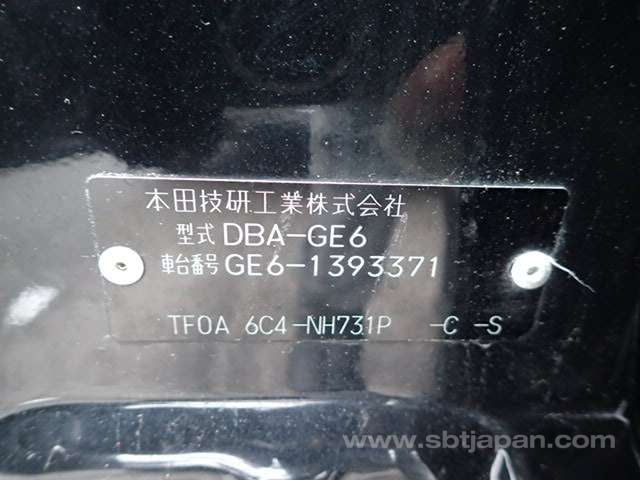 本田技研工業株式会社
型式 DBA-GE6
車台番号 GE6-1393371
TF0A 6C4-NH731P -C -S
www.sbtjapan.com